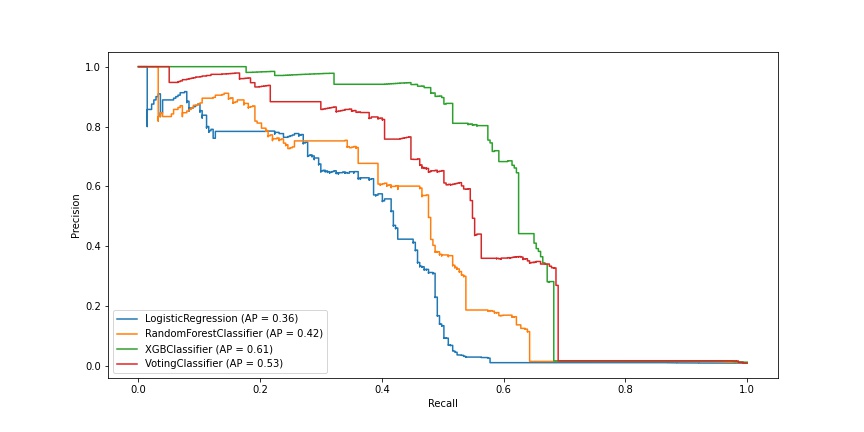 1.0
0.8
0.6
0.4
0.2
0.0
Precision
LogisticRegression (AP = 0.36)
RandomForestClassifier (AP = 0.42)
XGBClassifier (AP = 0.61)
VotingClassifier (AP = 0.53)
0.0 0.2 0.4 0.6 0.8 1.0
Recall